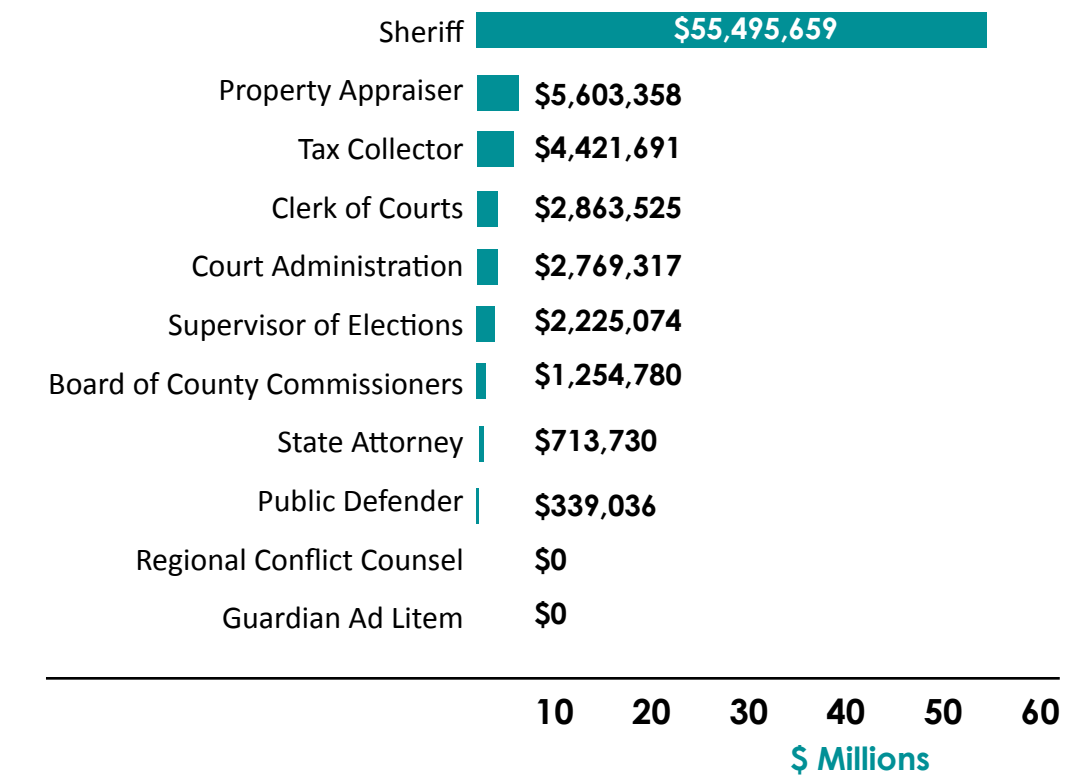 Sheriff $55,495,659
Property Appraiser $5,603,358
Tax Collector $4,421,691
Clerk of Courts $2,863,525
Court Administration $2,769,317
Supervisor of Elections $2,225,074
Board of County Commissioners $1,254,780
State Attorney $713,730
Public Defender $339,036
Regional Conflict Counsel $0
Guardian Ad Litem $0
10 20 30 40 50 60
$ Millions